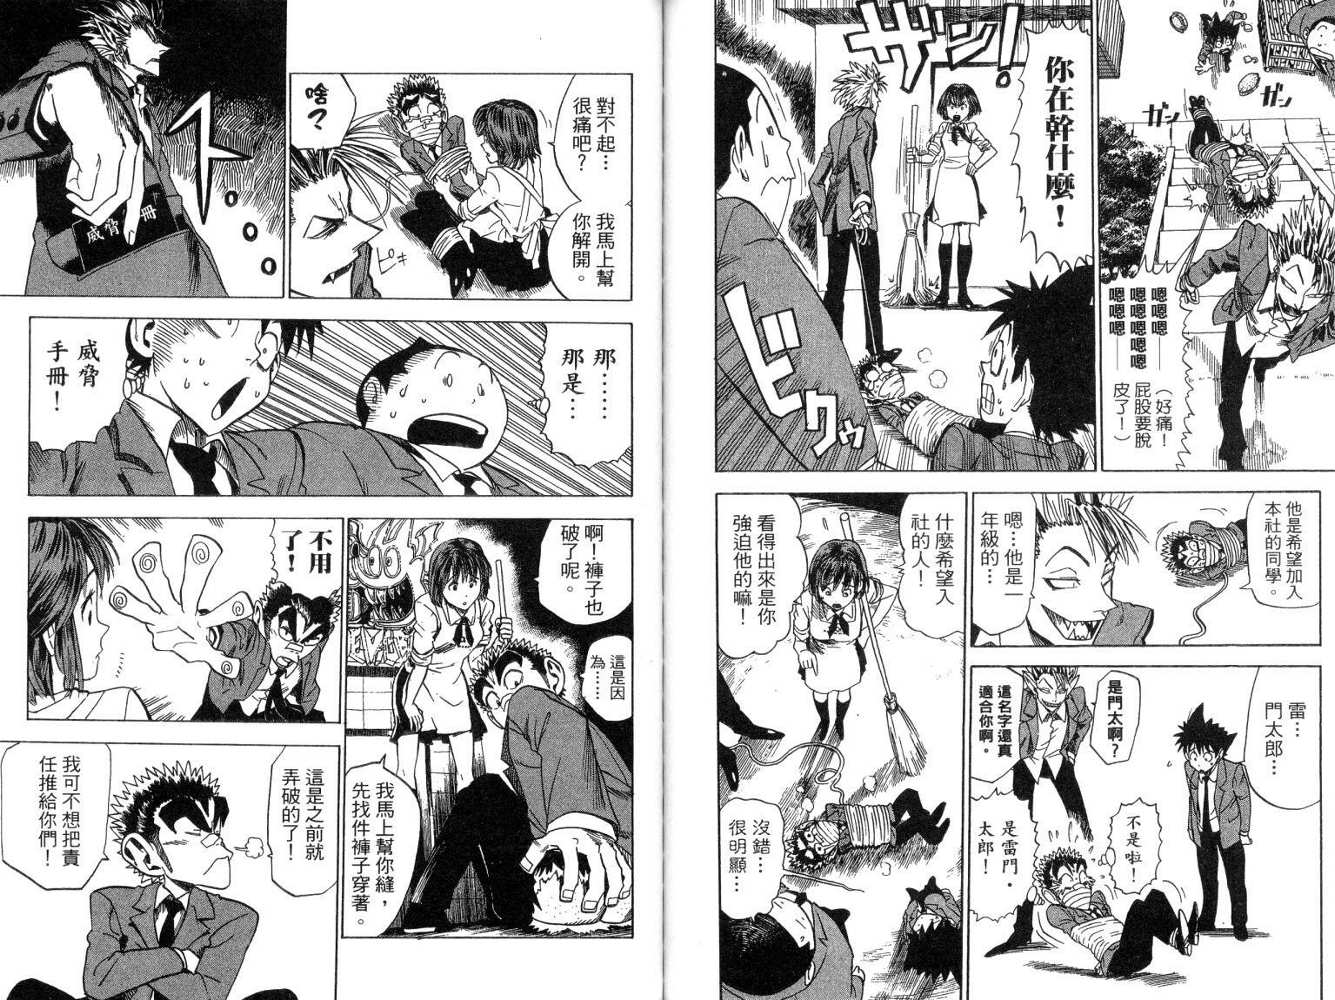 ガン
ガン
嗯嗯嗯——
嗯嗯嗯嗯
嗯嗯嗯
（好痛！
屁股要脫
皮了！）
你在幹什麼！
ザン！
ビクゥ
他是希望加入
本社的同學。
嗯…他是一
年級的…
雷…
門太郎…
是門太啊？
這名字還真
適合你啊。
不是啦！
是雷門・
太郎！
什麼希望入
社的人！
看得出來是你
強迫他的嘛！
沒錯…
很明顯…
對不起…
很痛吧？
我馬上幫
你解開。
啥？
ピキ
ドン
威脅手冊
那……
那是…
威脅
手冊！
啊！褲子也
破了呢。
這是因
為……
我馬上幫你縫，
先找件褲子穿著。
不用
了！
這是之前就
弄破的了！
我可不想把責
任推給你們！